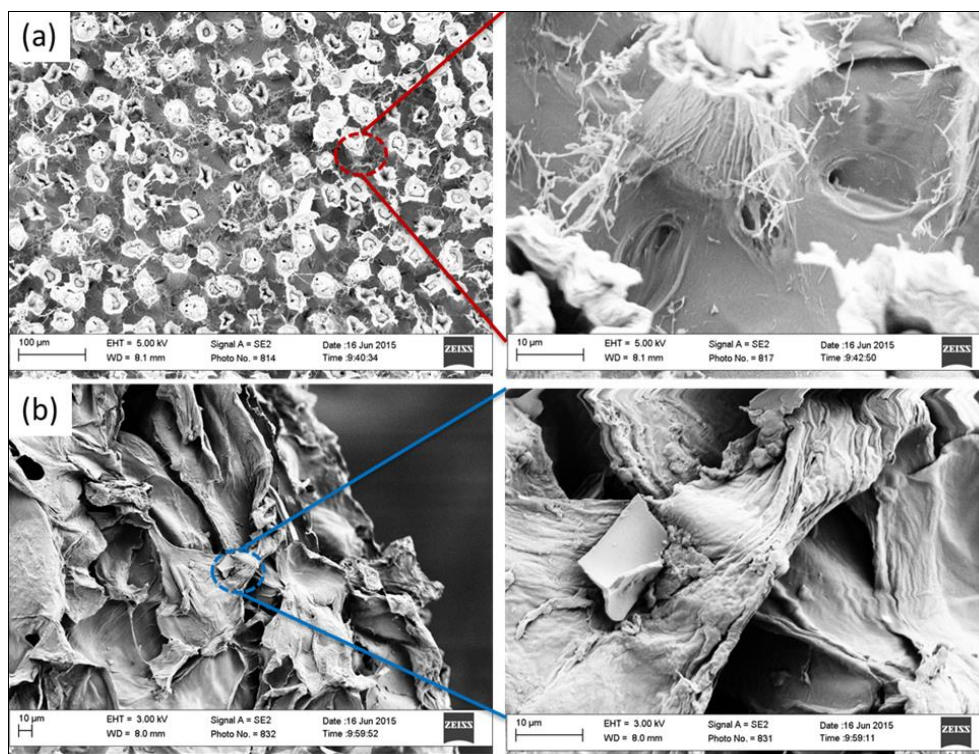 (a)
100 µm
EHT = 5.00 kV
WD = 8.1 mm
Signal A = SE2
Photo No. = 814
Date :16 Jun 2015
Time :9:40:34
ZEISS
10 µm
EHT = 5.00 kV
WD = 8.1 mm
Signal A = SE2
Photo No. = 817
Date :16 Jun 2015
Time :9:42:50
ZEISS
(b)
10 µm
EHT = 3.00 kV
WD = 8.0 mm
Signal A = SE2
Photo No. = 832
Date :16 Jun 2015
Time :9:59:52
ZEISS
10 µm
EHT = 3.00 kV
WD = 8.0 mm
Signal A = SE2
Photo No. = 831
Date :16 Jun 2015
Time :9:59:11
ZEISS